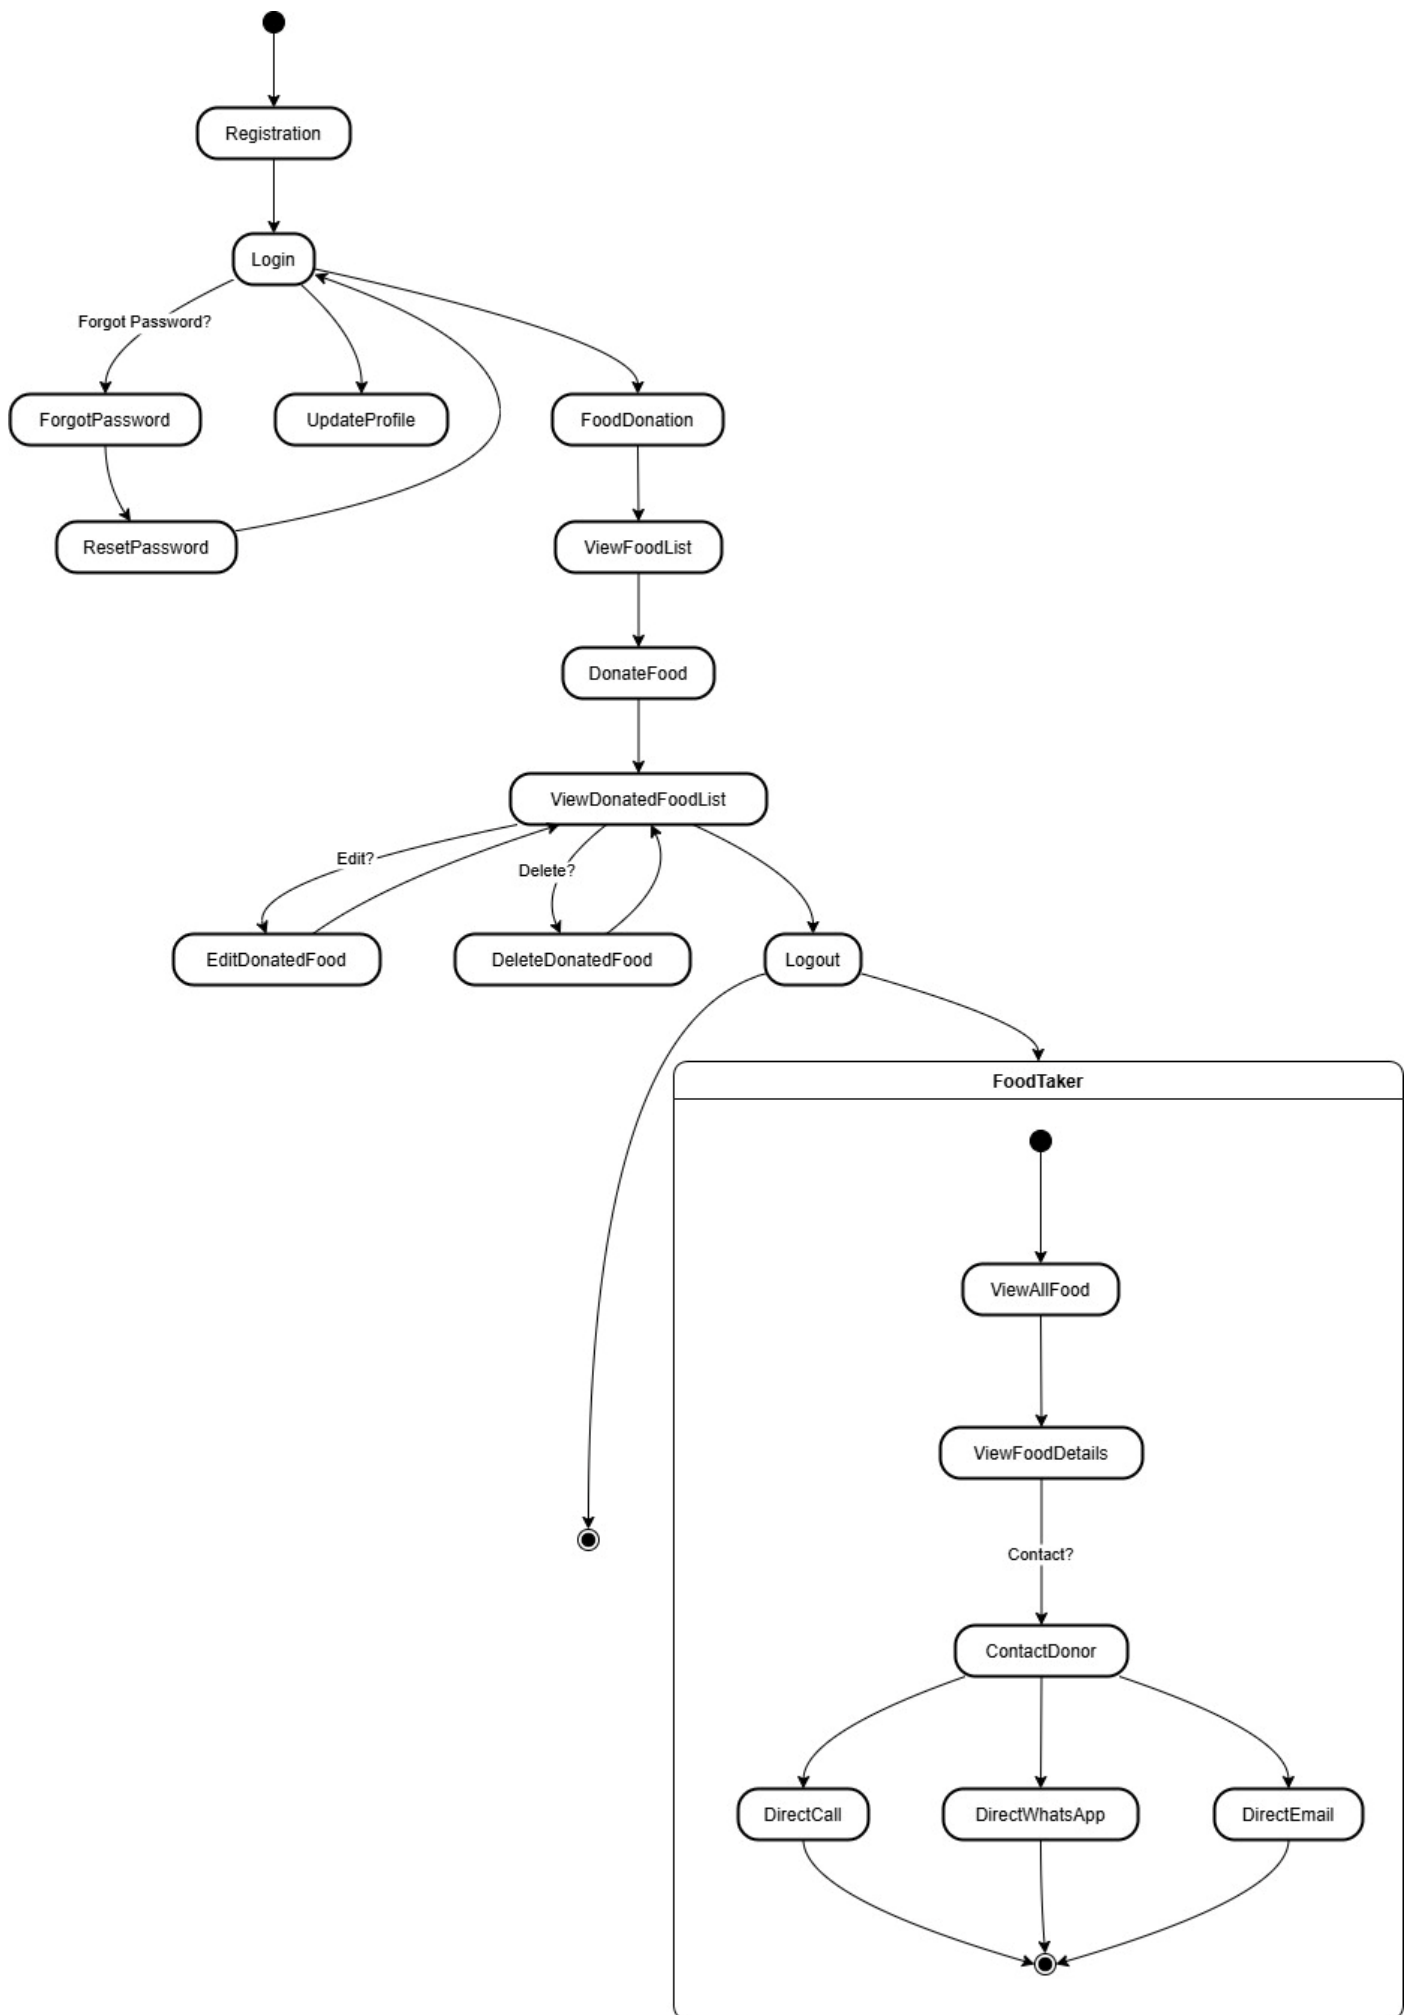 Registration
Login
Forgot Password?
ForgotPassword
UpdateProfile
FoodDonation
ResetPassword
ViewFoodList
DonateFood
ViewDonatedFoodList
Edit?
Delete?
EditDonatedFood
DeleteDonatedFood
Logout
FoodTaker
ViewAllFood
ViewFoodDetails
Contact?
ContactDonor
DirectCall
DirectWhatsApp
DirectEmail